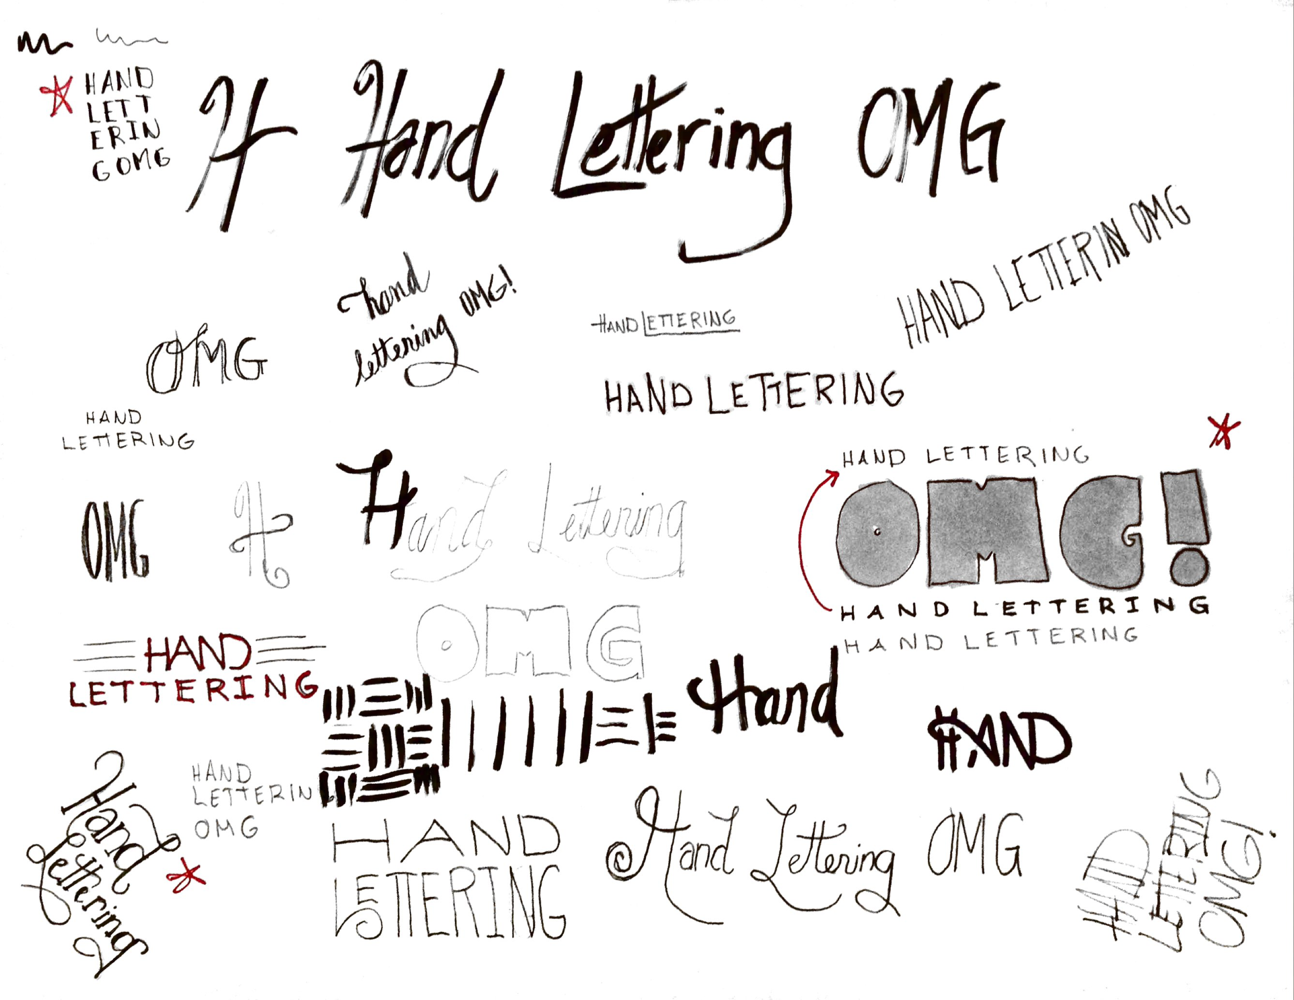 HAND
LETT
ERIN
GOMG
H Hand Lettering OMG
HAND LETTERIN OMG
hand
lettering OMG!
HAND LETTERING
OMG
HAND LETTERING
HAND
LETTERING
HAND LETTERING
OMG!
HAND LETTERING
HAND LETTERING
OMG
H
Hand Lettering
OMG
HAND
LETTERING
Hand
HAND
Hand
Lettering
HAND
LETTERIN
OMG
HAND
LETTERING
Hand Lettering OMG
HAND
LETTERING
OMG!